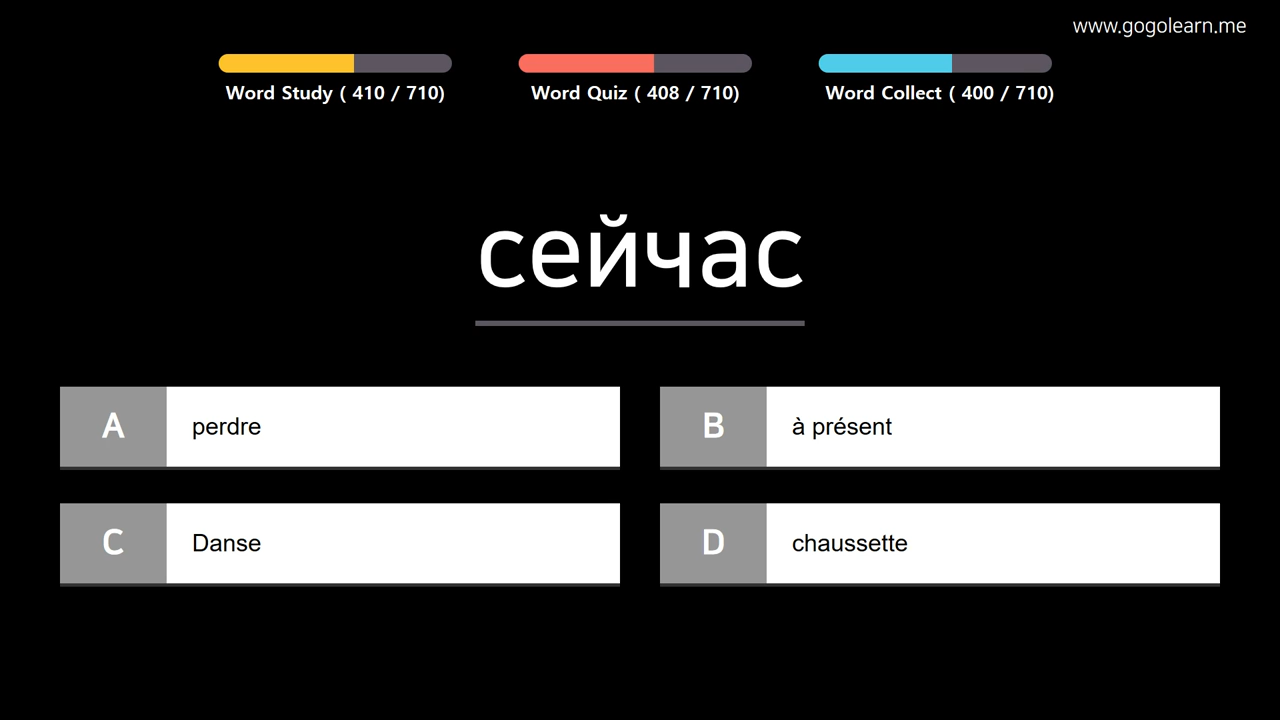 www.gogolearn.me
Word Study ( 410 / 710)
Word Quiz ( 408 / 710)
Word Collect ( 400 / 710)
сейчас
A perdre
B à présent
C Danse
D chaussette